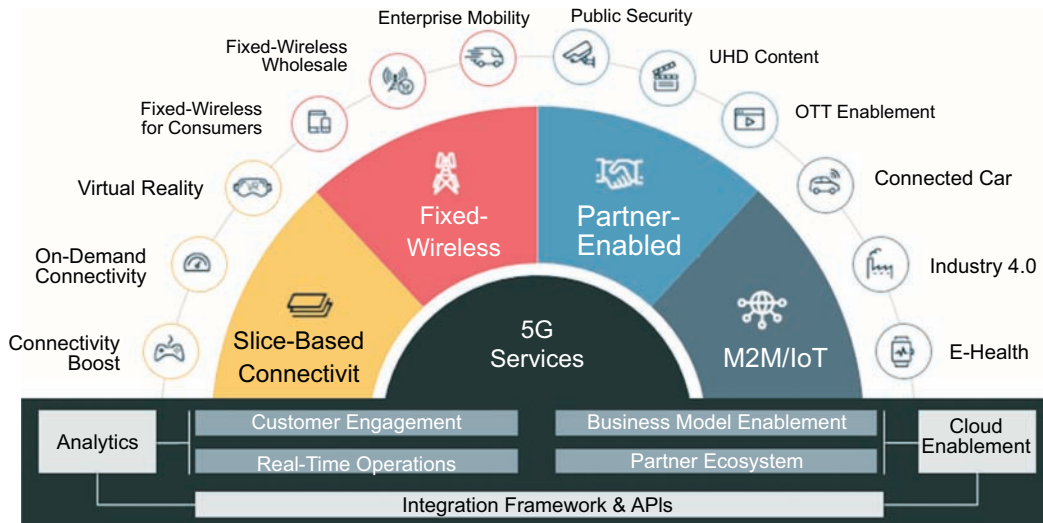 Enterprise Mobility
Public Security
Fixed-Wireless
Wholesale
UHD Content
Fixed-Wireless
for Consumers
OTT Enablement
Virtual Reality
VR
Connected Car
On-Demand
Connectivity
Industry 4.0
Connectivity
Boost
E-Health
Slice-Based
Connectivit
Fixed-
Wireless
Partner-
Enabled
M2M/IoT
5G
Services
Analytics
Customer Engagement
Business Model Enablement
Cloud
Enablement
Real-Time Operations
Partner Ecosystem
Integration Framework & APIs